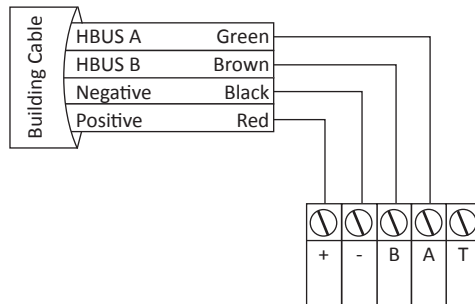 Building Cable
HBUS A Green
HBUS B Brown
Negative Black
Positive Red
+ - B A T